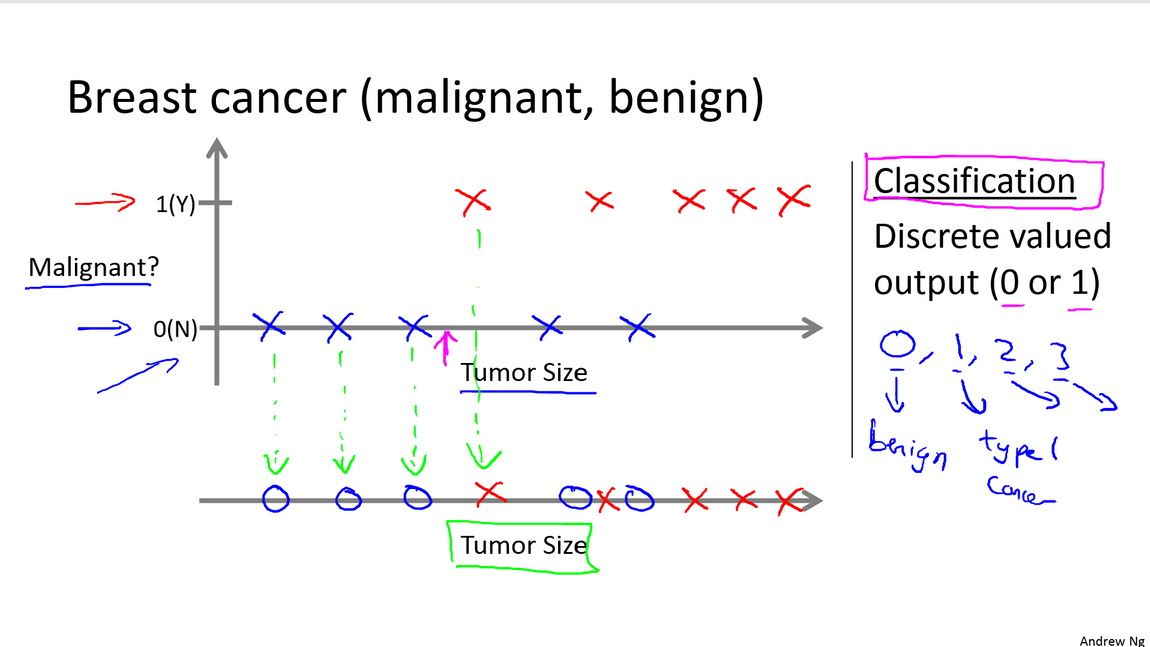 Breast cancer (malignant, benign)
1(Y)
Malignant?
0(N)
Tumor Size
Tumor Size
Classification
Discrete valued
output (0 or 1)
0, 1, 2, 3
benign type 1
cancer
Andrew Ng